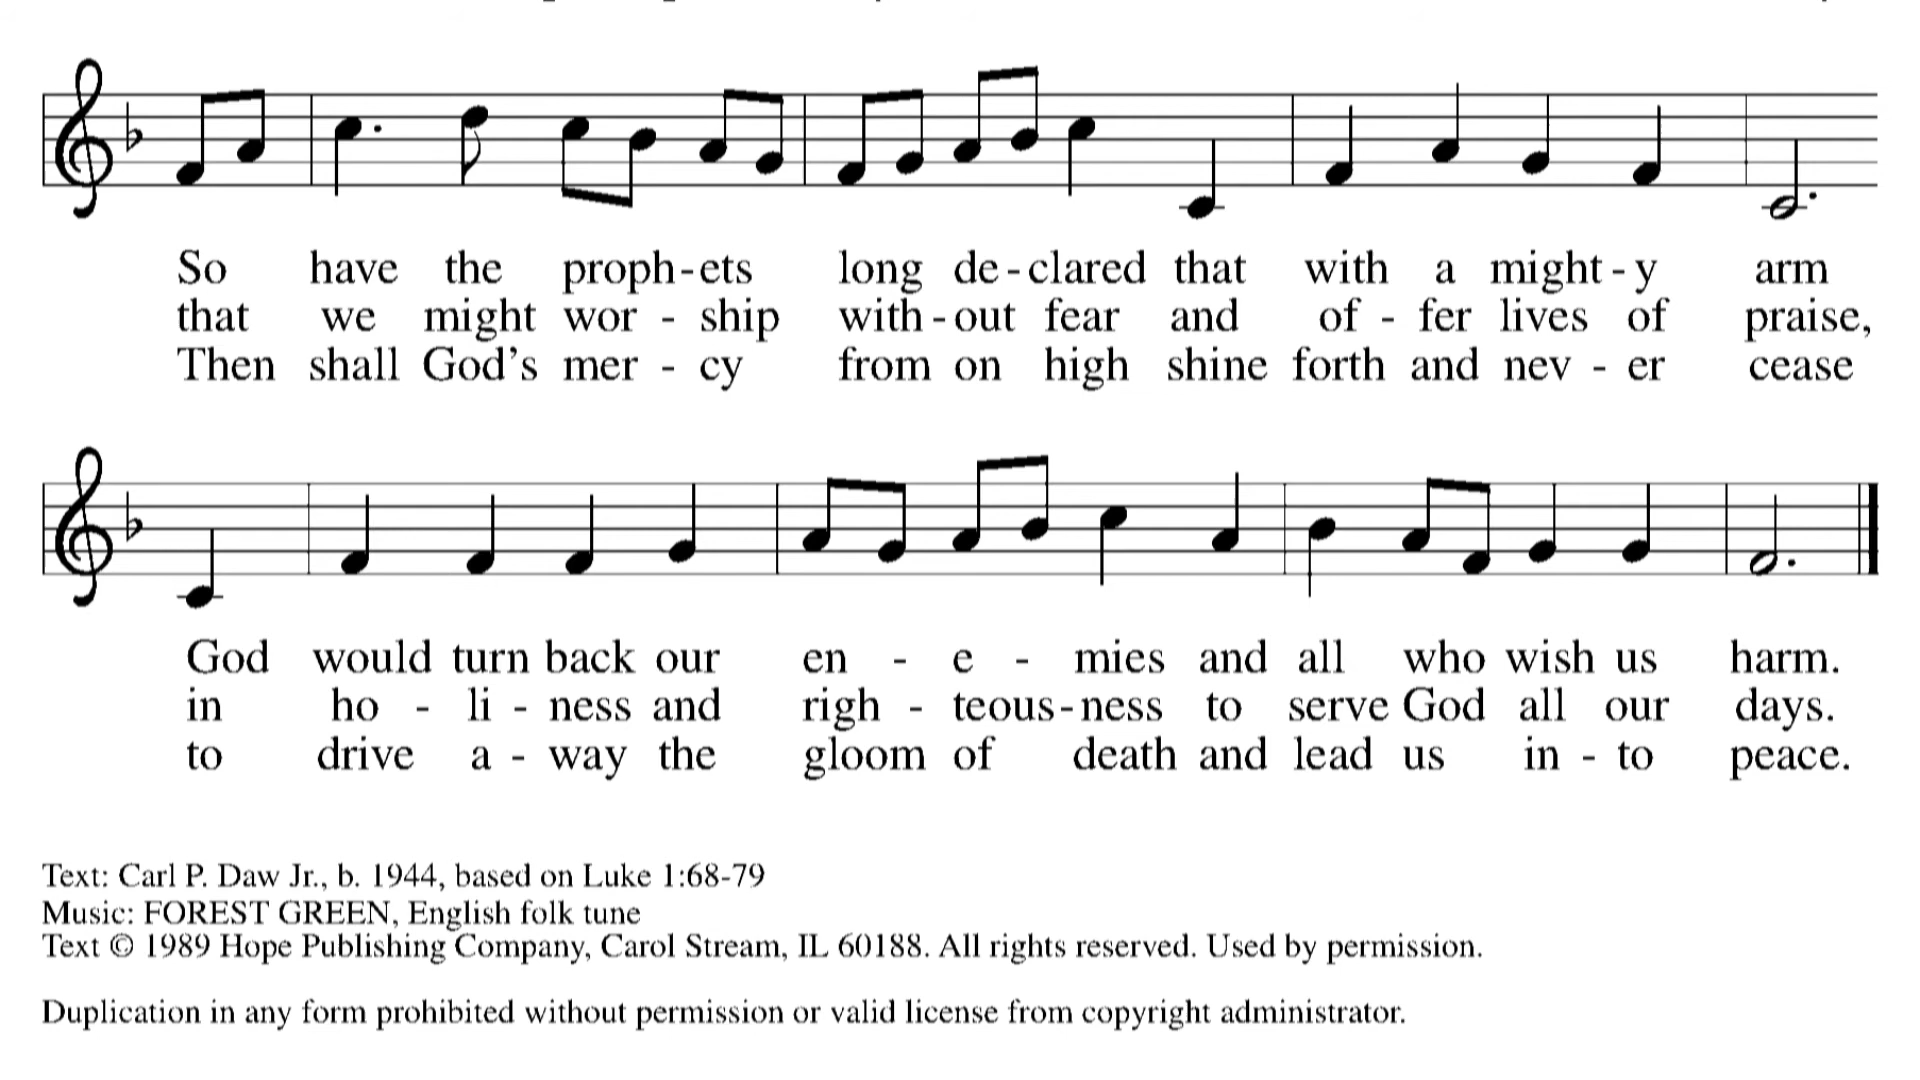 So have the proph-ets long de-clared that with a might-y arm
that we might wor - ship with-out fear and of - fer lives of praise,
Then shall God's mer - cy from on high shine forth and nev - er cease
God would turn back our en - e - mies and all who wish us harm.
in ho - li - ness and righ - teous-ness to serve God all our days.
to drive a - way the gloom of death and lead us in - to peace.
Text: Carl P. Daw Jr., b. 1944, based on Luke 1:68-79
Music: FOREST GREEN, English folk tune
Text © 1989 Hope Publishing Company, Carol Stream, IL 60188. All rights reserved. Used by permission.
Duplication in any form prohibited without permission or valid license from copyright administrator.